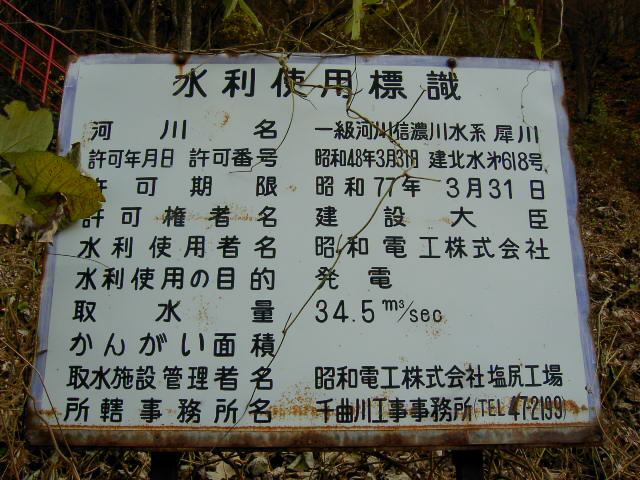 水利使用標識
河川名 一級河川信濃川水系 犀川
許可年月日 許可番号 昭和48年3月31日 建北水第618号
許可期限 昭和77年 3月31日
許可権者名 建設大臣
水利使用者名 昭和電工株式会社
水利使用の目的 発電
取水量 34.5 m³/sec
かんがい面積
取水施設管理者名 昭和電工株式会社塩尻工場
所轄事務所名 千曲川工事事務所(TEL 47-2199)